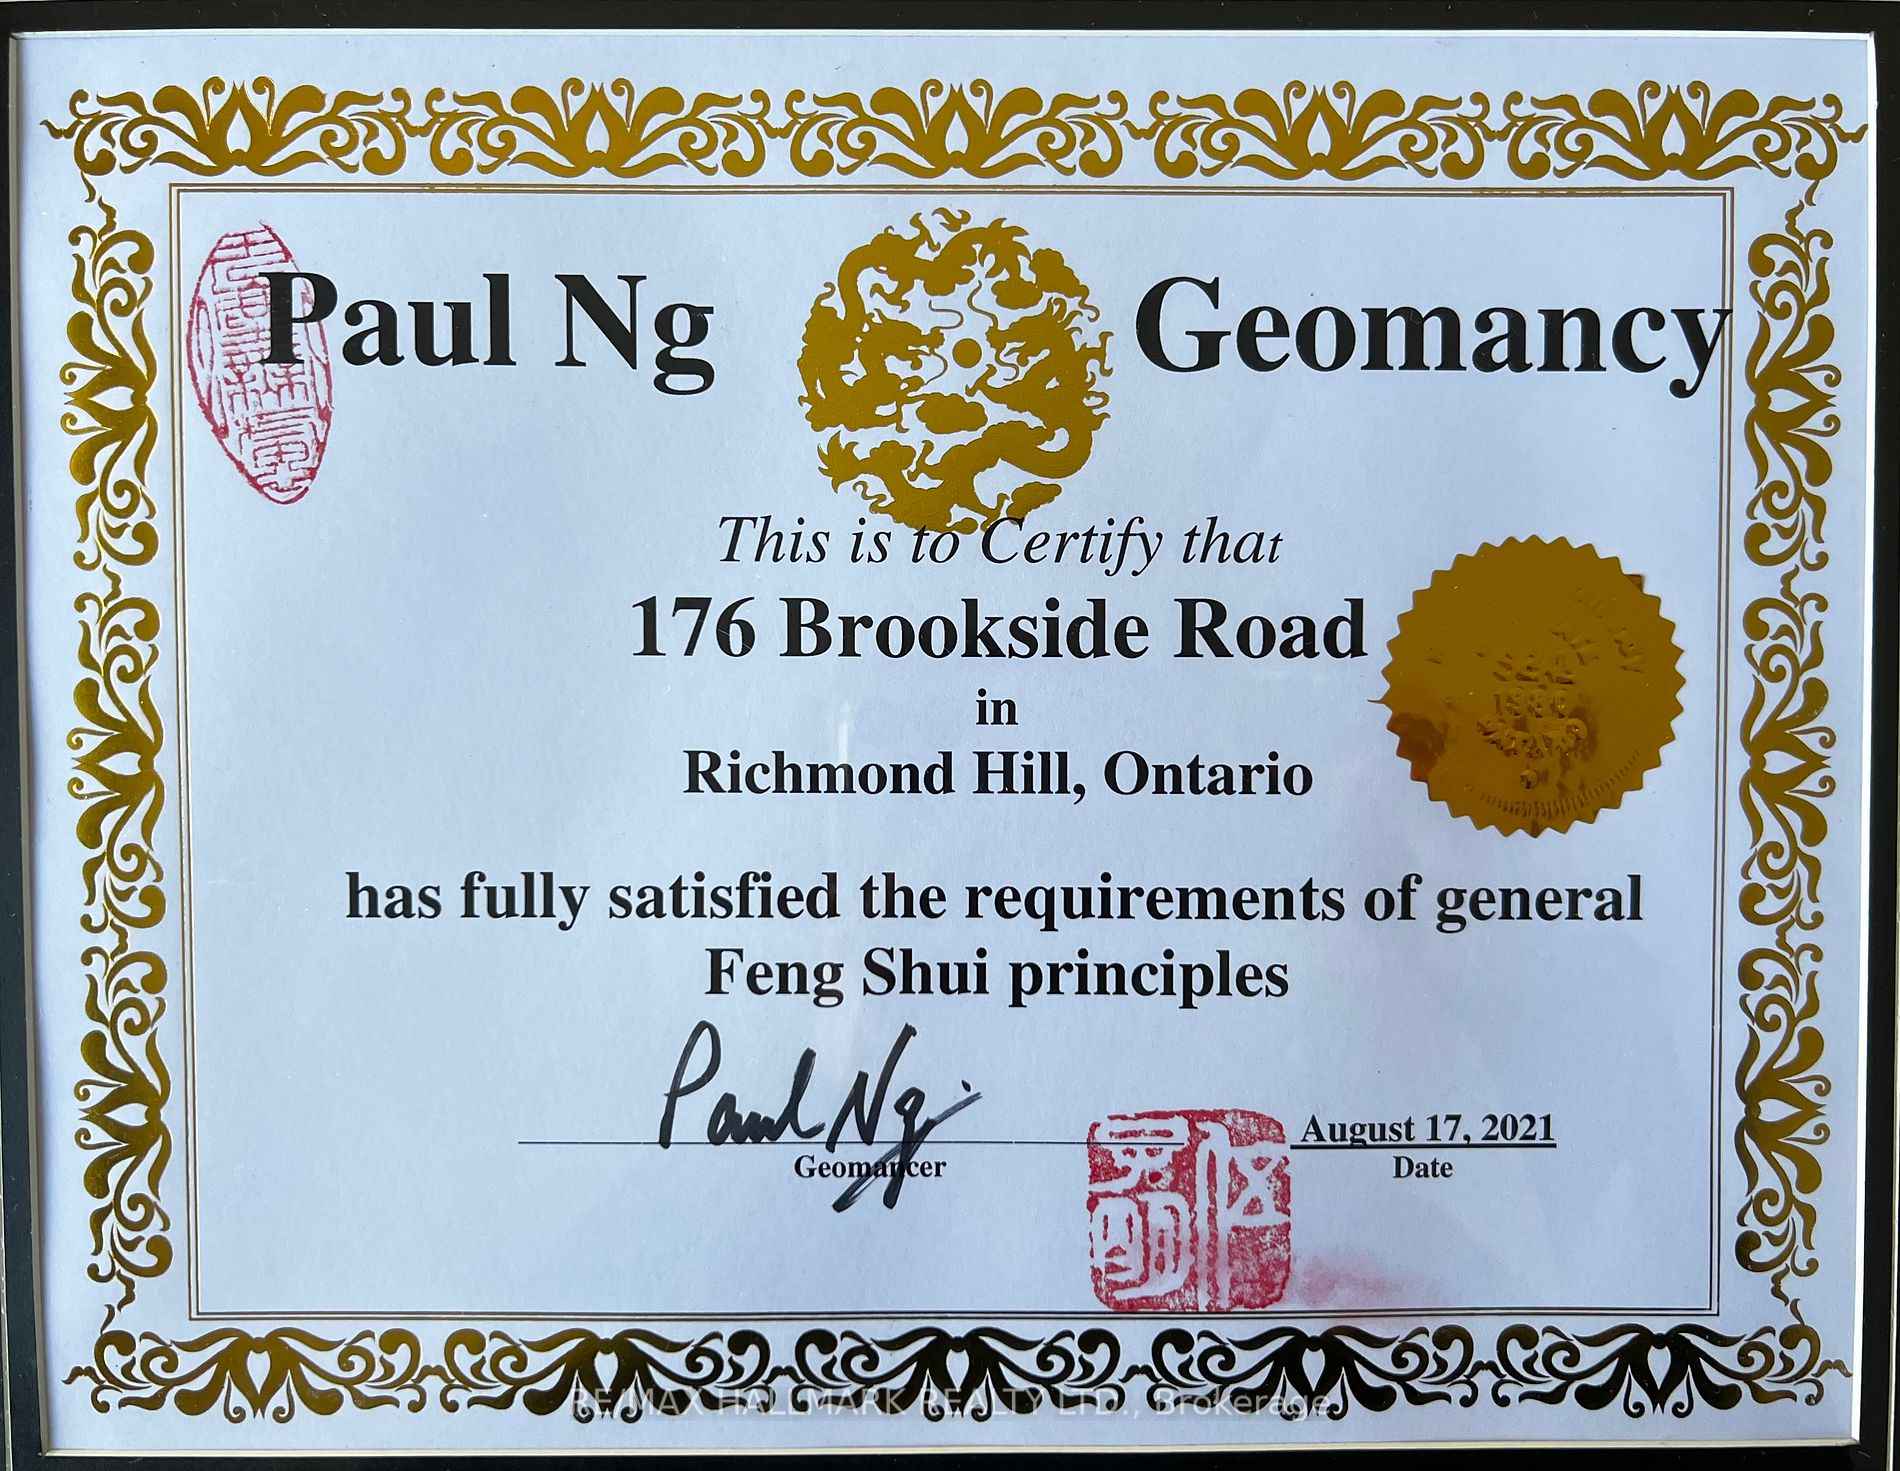 Paul Ng Geomancy
This is to Certify that
176 Brookside Road
in
Richmond Hill, Ontario
has fully satisfied the requirements of general
Feng Shui principles
Paul Ng
August 17, 2021
Geomancer
Date
RE/MAX HALLMARK REALTY LTD., Brokerage